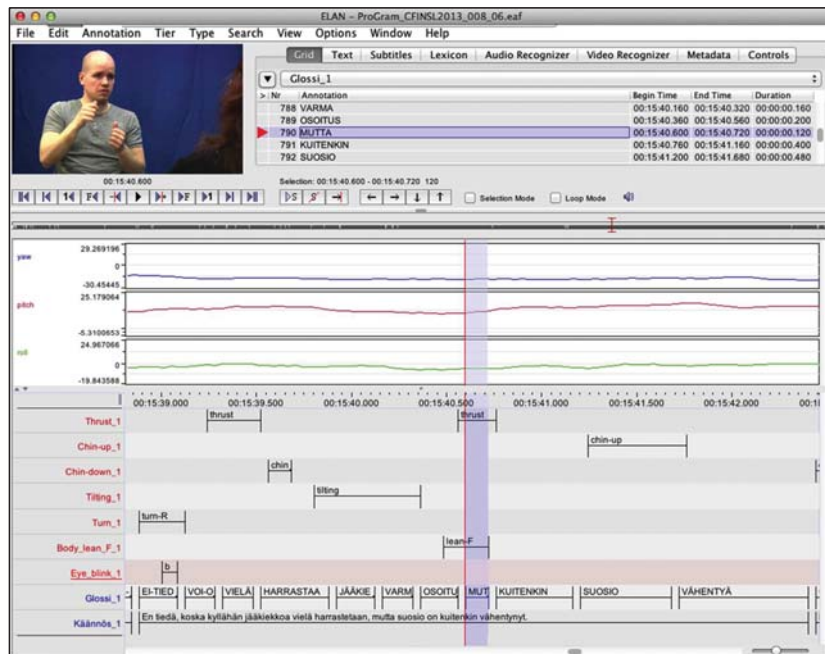 ELAN – ProGram_CFINSL2013_008_06.eaf
File Edit Annotation Tier Type Search View Options Window Help
Grid Text Subtitles Lexicon Audio Recognizer Video Recognizer Metadata Controls
Glossi_1
> Nr Annotation Begin Time End Time Duration
788 VARMA 00:15:40.160 00:15:40.320 00:00:00.160
789 OSOITUS 00:15:40.360 00:15:40.560 00:00:00.200
790 MUTTA 00:15:40.600 00:15:40.720 00:00:00.120
791 KUITENKIN 00:15:40.760 00:15:41.160 00:00:00.400
792 SUOSIO 00:15:41.200 00:15:41.680 00:00:00.480
00:15:40.600
Selection: 00:15:40.600 - 00:15:40.720 120
Selection Mode Loop Mode
yaw 29.269196
0
-30.45445
pitch 25.179064
-5.3100653
roll 24.967066
0
-19.843588
00:15:39.000 00:15:39.500 00:15:40.000 00:15:40.500 00:15:41.000 00:15:41.500 00:15:42.000
Thrust_1 thrust thrust
Chin-up_1 chin-up
Chin-down_1 chin
Tilting_1 tilting
Turn_1 turn-R
Body_lean_F_1 lean-F
Eye_blink_1 b
Glossi_1 EI-TIED VOI-O VIELÄ HARRASTAA JÄÄKIE VARM OSOITU MUT KUITENKIN SUOSIO VÄHENTYÄ
Käännös_1 En tiedä, koska kyllähän jääkiekkoa vielä harrastetaan, mutta suosio on kuitenkin vähentynyt.